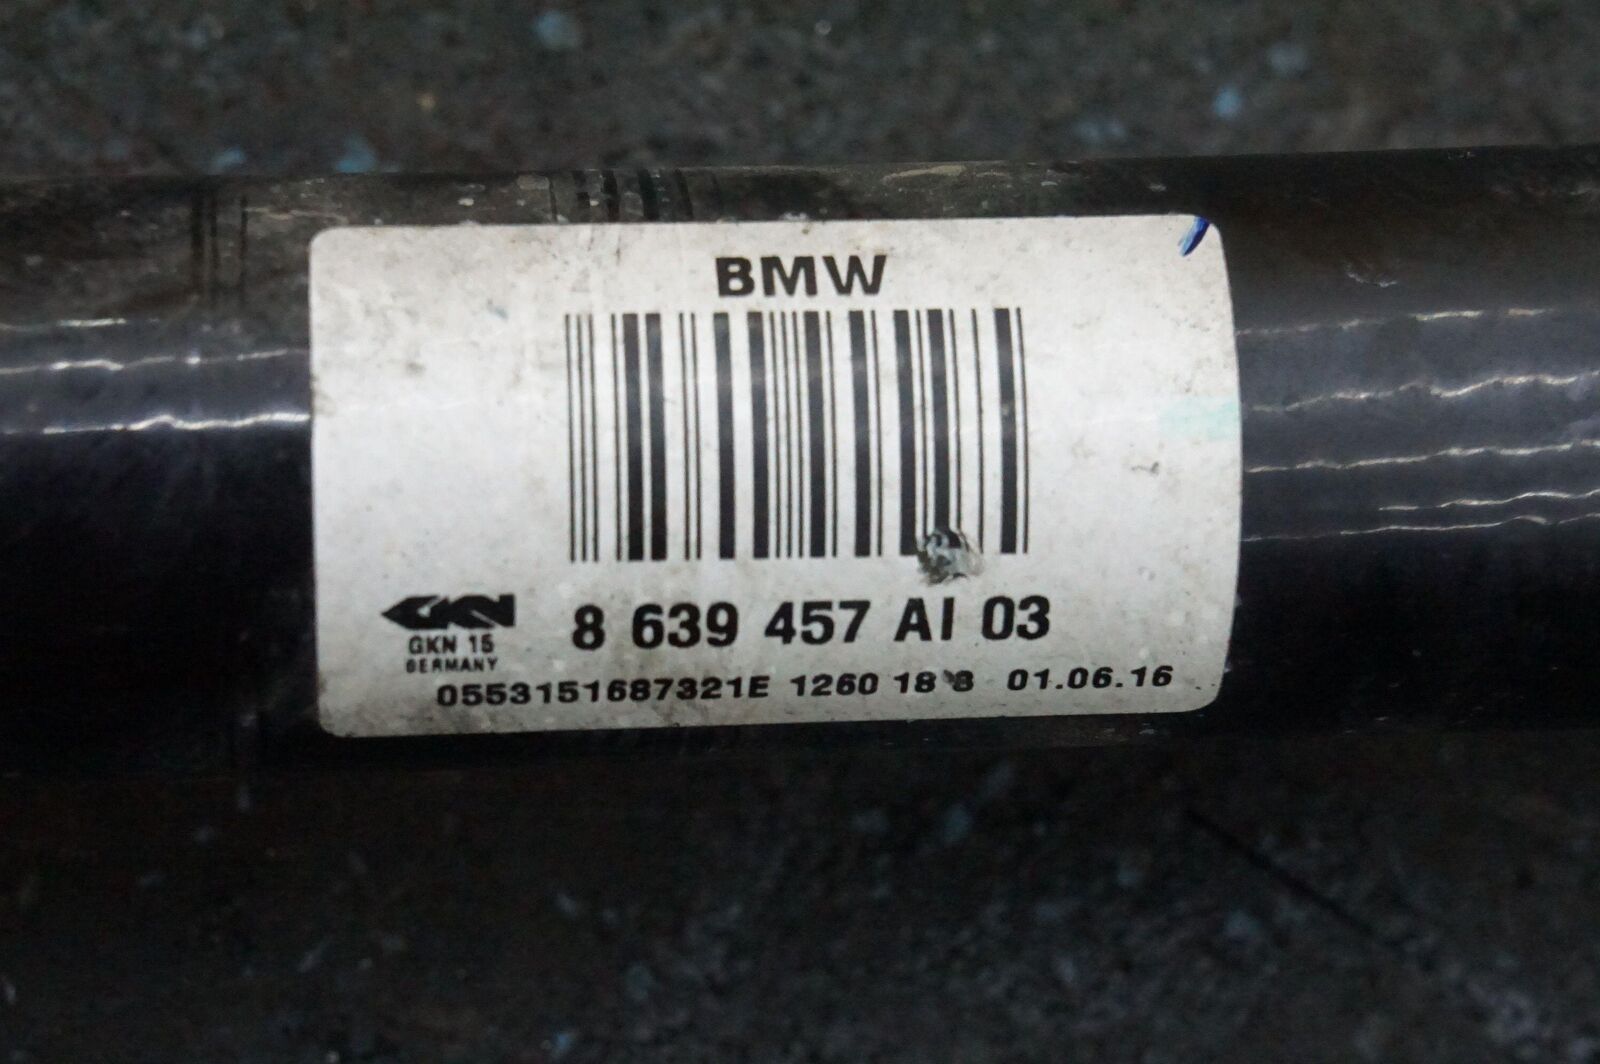 BMW
GKN
GKN 15
GERMANY
8 639 457 AI 03
0553151687321E 1260 18 8 01.06.16